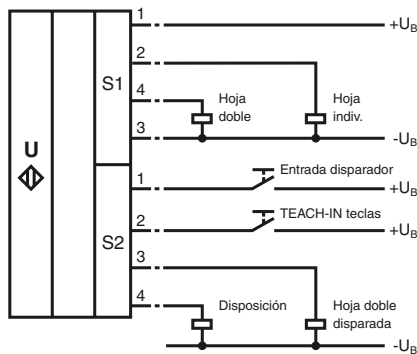 1
+UB
2
S1
4
Hoja
doble
Hoja
indiv.
3
-UB
U
1
Entrada disparador
+UB
S2
2
TEACH-IN teclas
+UB
3
4
Disposición
Hoja doble
disparada
-UB